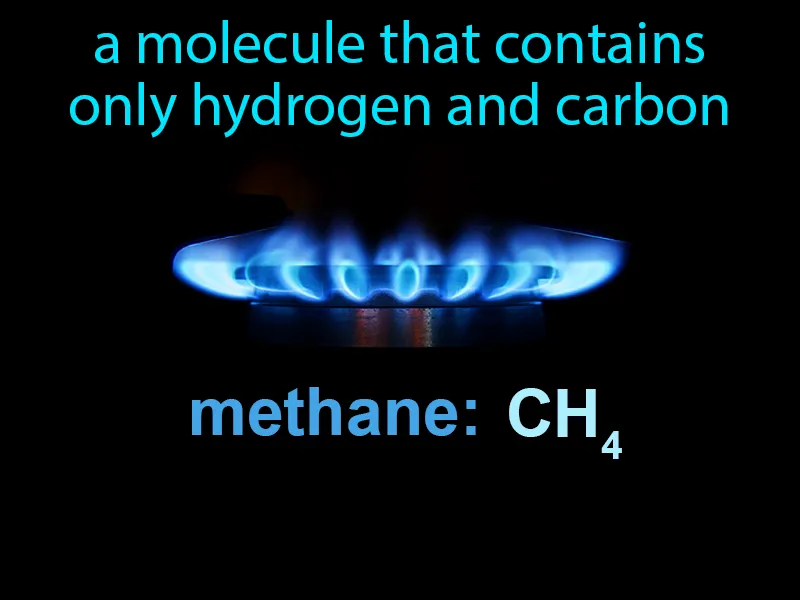 a molecule that contains
only hydrogen and carbon
methane: CH₄